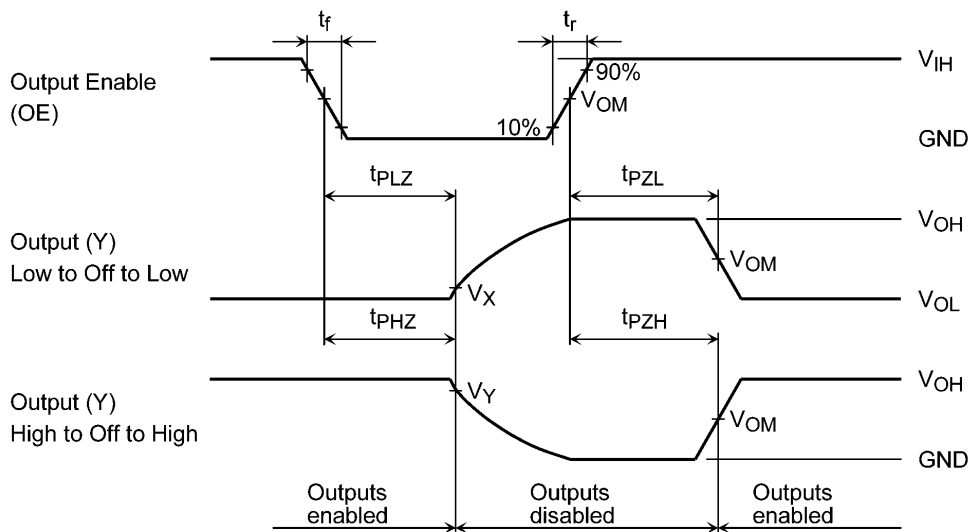 tf
tr
Output Enable
(OE)
VIH
90%
VOM
10%
GND
tPLZ
tPZL
Output (Y)
Low to Off to Low
VOH
VOM
VX
VOL
tPHZ
tPZH
Output (Y)
High to Off to High
VY
VOH
VOM
GND
Outputs
enabled
Outputs
disabled
Outputs
enabled